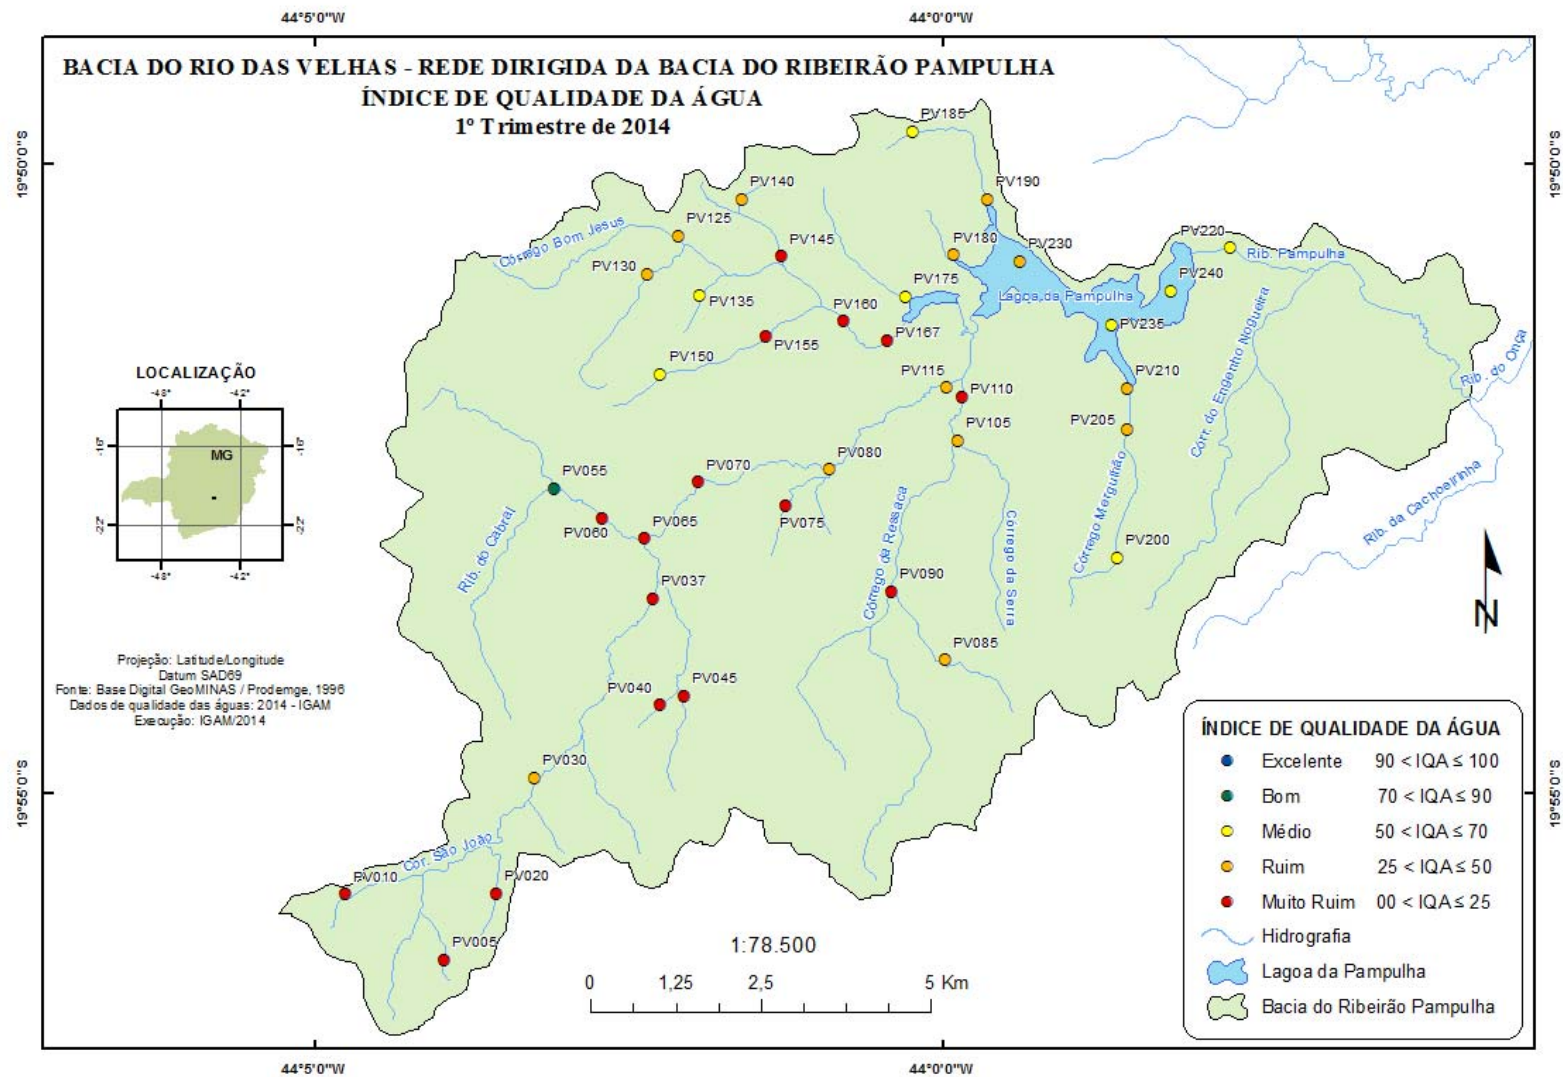 44°5'0"W
44°0'0"W
BACIA DO RIO DAS VELHAS - REDE DIRIGIDA DA BACIA DO RIBEIRÃO PAMPULHA
ÍNDICE DE QUALIDADE DA ÁGUA
1º Trimestre de 2014
19°50'0"S
19°50'0"S
PV185
PV140
PV190
PV125
Córrego Bom Jesus
PV145
PV180
PV230
PV220
Rib. Pampulha
PV130
PV240
PV175
Lagoa da Pampulha
PV135
PV160
PV235
PV155
PV167
Córr. do Engenho Nogueira
Rib. do Onça
PV150
LOCALIZAÇÃO
-48°
-42°
-16°
-16°
MG
-22°
-22°
-48°
-42°
PV115
PV110
PV210
PV105
PV205
PV055
PV070
PV080
PV060
PV065
PV075
Rib. do Cabral
Córrego da Ressaca
Córrego da Serra
Córrego Mergulhão
PV200
Rib. da Cachoeirinha
PV037
PV090
N
PV085
Projeção: Latitude/Longitude
Datum SAD69
Fonte: Base Digital GeoMINAS / Prodemge, 1996
Dados de qualidade das águas: 2014 - IGAM
Execução: IGAM/2014
PV040
PV045
PV030
19°55'0"S
19°55'0"S
Cor. São João
PV010
PV020
PV005
1:78.500
0 1,25 2,5 5 Km
ÍNDICE DE QUALIDADE DA ÁGUA
Excelente 90 < IQA ≤ 100
Bom 70 < IQA ≤ 90
Médio 50 < IQA ≤ 70
Ruim 25 < IQA ≤ 50
Muito Ruim 00 < IQA ≤ 25
Hidrografia
Lagoa da Pampulha
Bacia do Ribeirão Pampulha
44°5'0"W
44°0'0"W